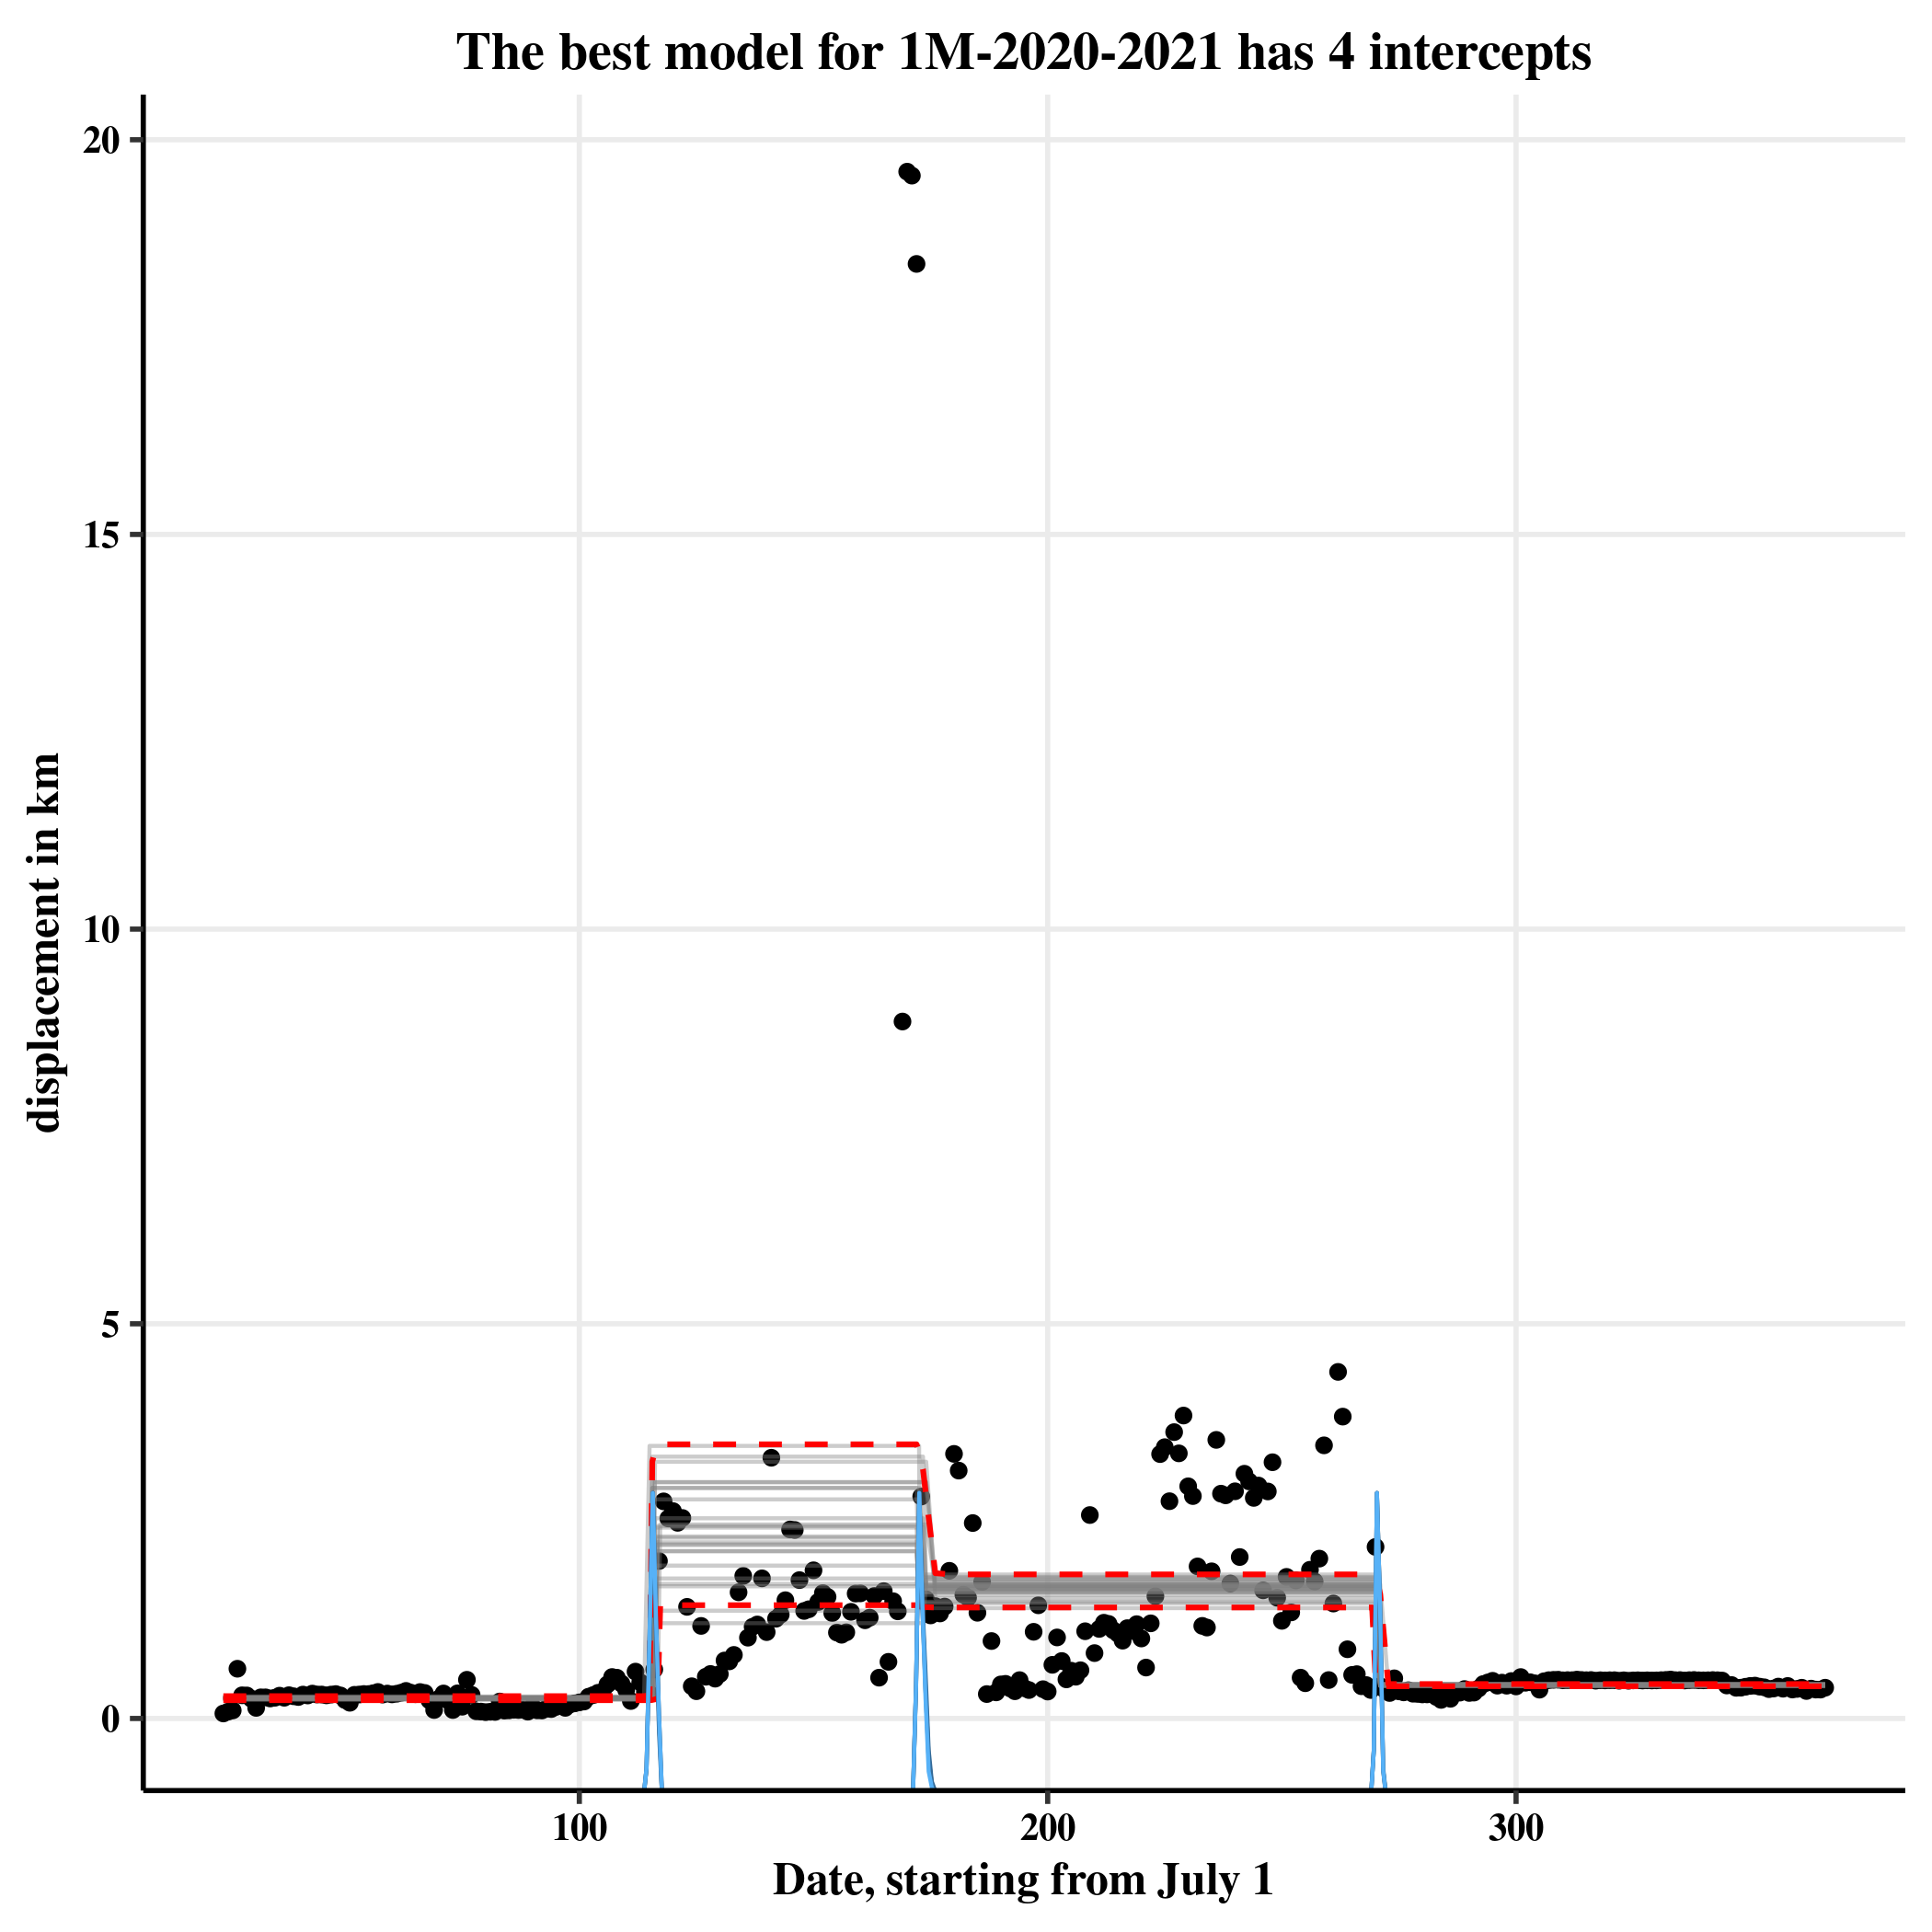 The best model for 1M-2020-2021 has 4 intercepts
20
15
10
5
0
displacement in km
100 200 300
Date, starting from July 1